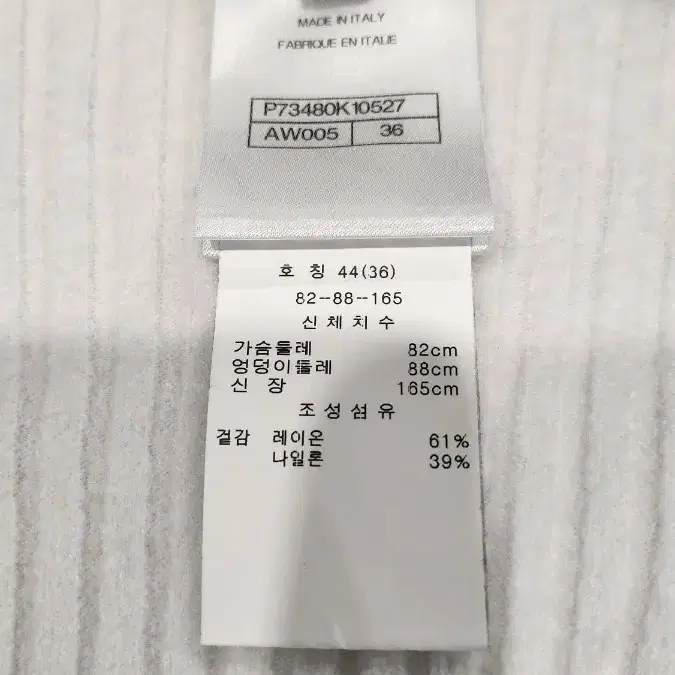 MADE IN ITALY
FABRIQUE EN ITALIE
P73480K10527
AW005 36
호 칭 44(36)
82--88--165
신 체 치 수
가슴둘레 82cm
엉덩이둘레 88cm
신 장 165cm
조 성 섬 유
겉감 레이온 61%
나일론 39%